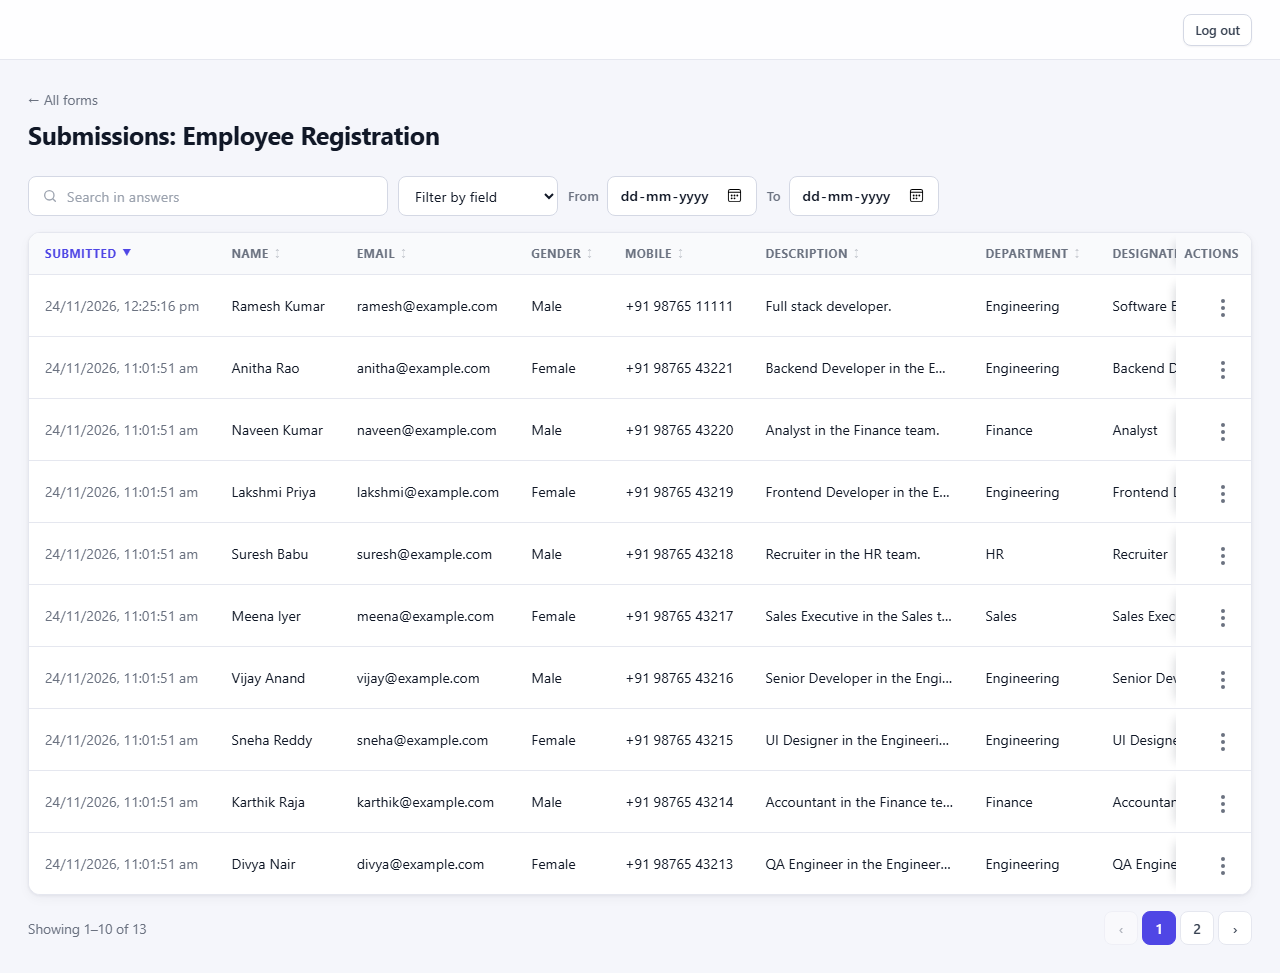 Log out
← All forms
Submissions: Employee Registration
Search in answers Filter by field From dd-mm-yyyy To dd-mm-yyyy
SUBMITTED ▼ NAME EMAIL GENDER MOBILE DESCRIPTION DEPARTMENT DESIGNATI ACTIONS
24/11/2026, 12:25:16 pm Ramesh Kumar ramesh@example.com Male +91 98765 11111 Full stack developer. Engineering Software E
24/11/2026, 11:01:51 am Anitha Rao anitha@example.com Female +91 98765 43221 Backend Developer in the E... Engineering Backend D
24/11/2026, 11:01:51 am Naveen Kumar naveen@example.com Male +91 98765 43220 Analyst in the Finance team. Finance Analyst
24/11/2026, 11:01:51 am Lakshmi Priya lakshmi@example.com Female +91 98765 43219 Frontend Developer in the E... Engineering Frontend D
24/11/2026, 11:01:51 am Suresh Babu suresh@example.com Male +91 98765 43218 Recruiter in the HR team. HR Recruiter
24/11/2026, 11:01:51 am Meena Iyer meena@example.com Female +91 98765 43217 Sales Executive in the Sales t... Sales Sales Exec
24/11/2026, 11:01:51 am Vijay Anand vijay@example.com Male +91 98765 43216 Senior Developer in the Engi... Engineering Senior Dev
24/11/2026, 11:01:51 am Sneha Reddy sneha@example.com Female +91 98765 43215 UI Designer in the Engineeri... Engineering UI Designe
24/11/2026, 11:01:51 am Karthik Raja karthik@example.com Male +91 98765 43214 Accountant in the Finance te... Finance Accountan
24/11/2026, 11:01:51 am Divya Nair divya@example.com Female +91 98765 43213 QA Engineer in the Engineer... Engineering QA Engine
Showing 1–10 of 13 ‹ 1 2 ›